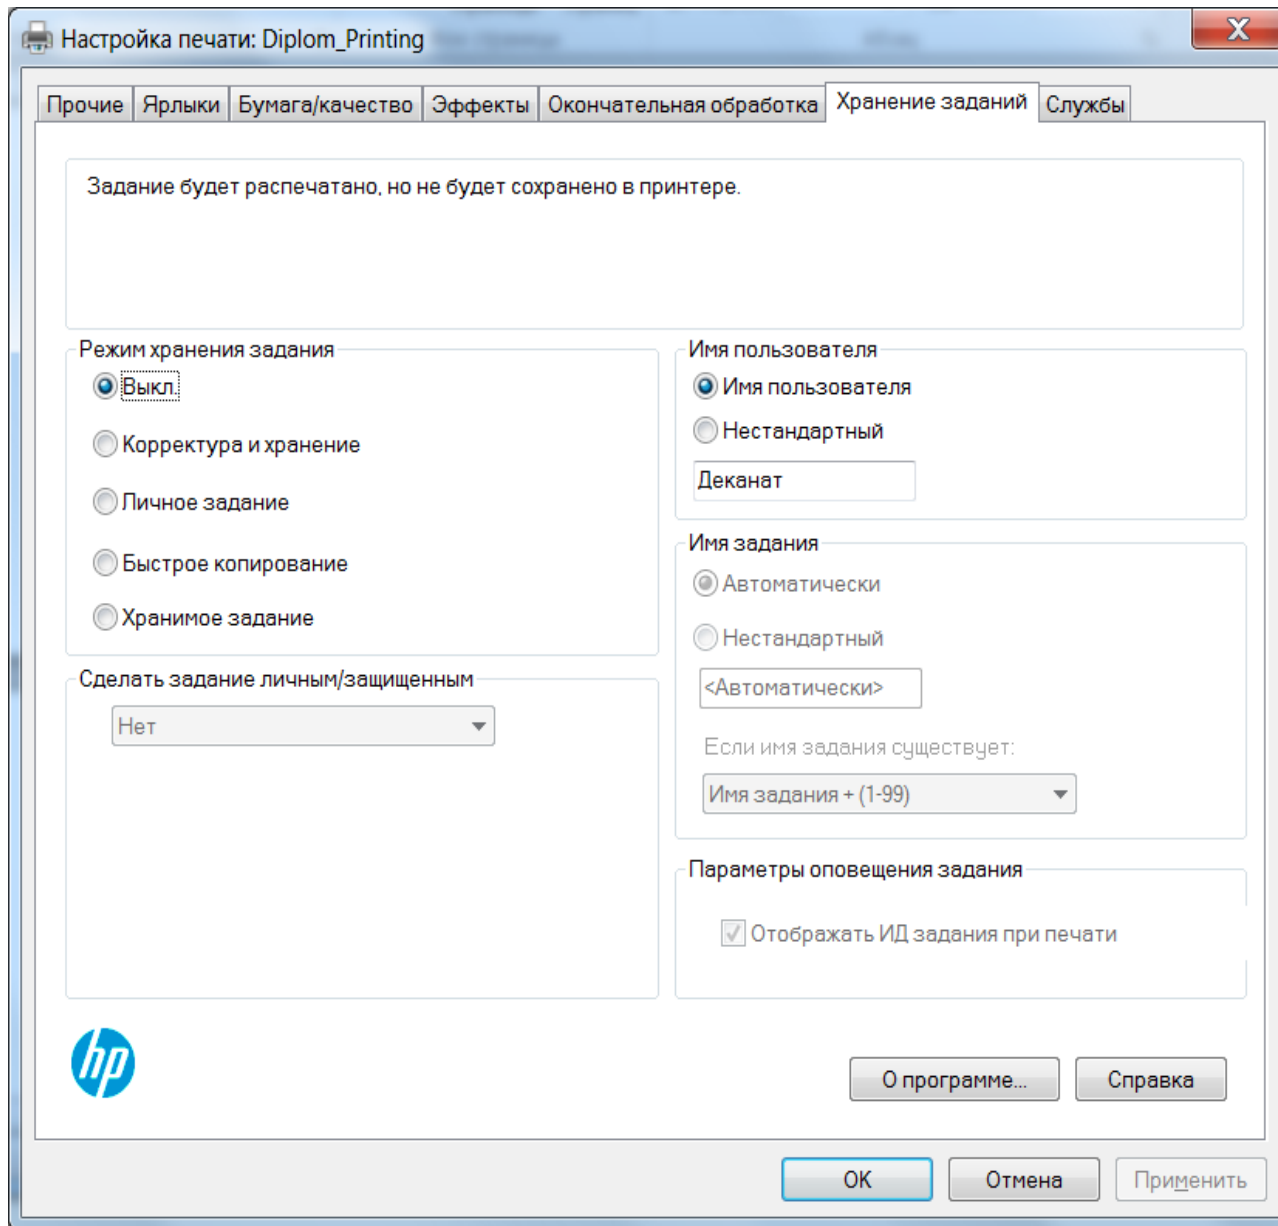 Настройка печати: Diplom_Printing
X
Прочие Ярлыки Бумага/качество Эффекты Окончательная обработка Хранение заданий Службы
Задание будет распечатано, но не будет сохранено в принтере.
Режим хранения задания
Выкл.
Корректура и хранение
Личное задание
Быстрое копирование
Хранимое задание
Сделать задание личным/защищенным
Нет
Имя пользователя
Имя пользователя
Нестандартный
Деканат
Имя задания
Автоматически
Нестандартный
<Автоматически>
Если имя задания существует:
Имя задания + (1-99)
Параметры оповещения задания
Отображать ИД задания при печати
hp
О программе... Справка
OK Отмена Применить